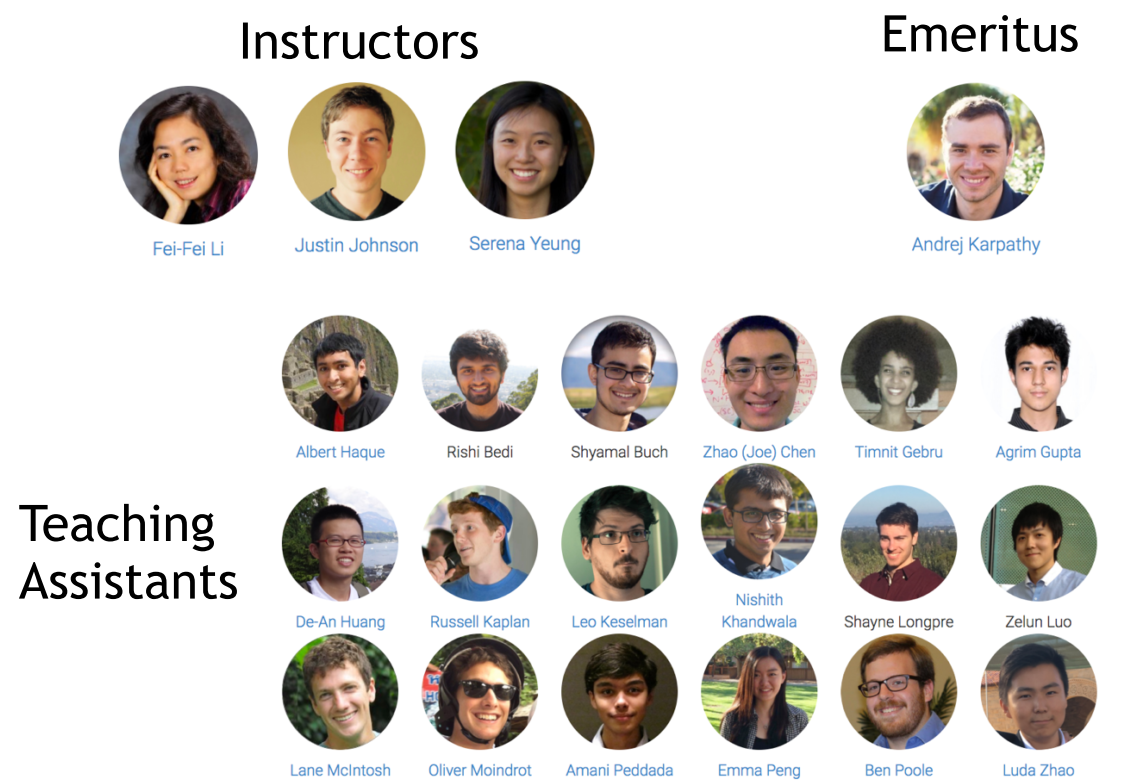 Instructors
Emeritus
Fei-Fei Li
Justin Johnson
Serena Yeung
Andrej Karpathy
Teaching
Assistants
Albert Haque
Rishi Bedi
Shyamal Buch
Zhao (Joe) Chen
Timnit Gebru
Agrim Gupta
De-An Huang
Russell Kaplan
Leo Keselman
Nishith
Khandwala
Shayne Longpre
Zelun Luo
Lane McIntosh
Oliver Moindrot
Amani Peddada
Emma Peng
Ben Poole
Luda Zhao